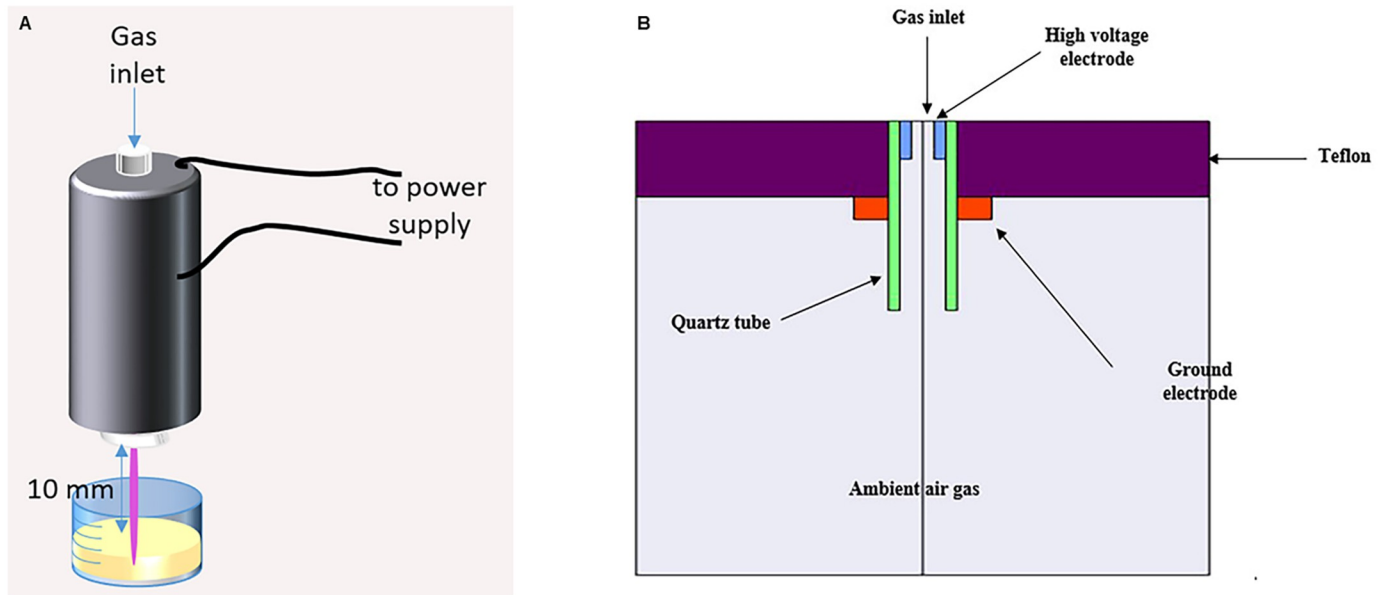 A
Gas
inlet
to power
supply
10 mm
B
Gas inlet
High voltage
electrode
Teflon
Quartz tube
Ground
electrode
Ambient air gas